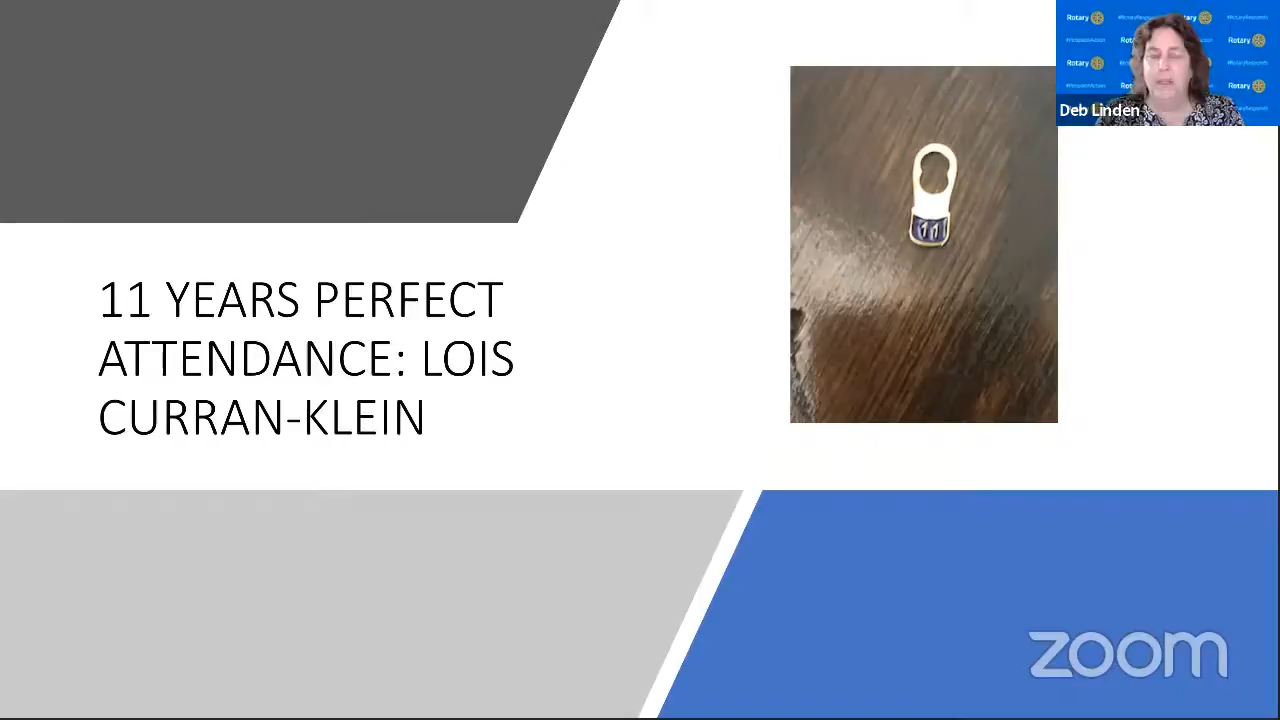 11 YEARS PERFECT
ATTENDANCE: LOIS
CURRAN-KLEIN
11
Rotary
Rotary
Rotary
Rotary
Deb Linden
zoom